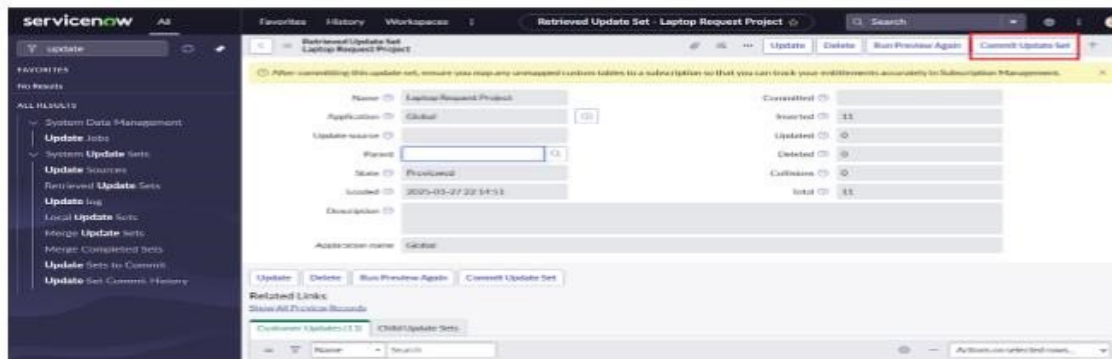 servicenow All Favorites History Workspaces Retrieved Update Set - Laptop Request Project Search
update
Retrieved Update Set
Laptop Request Project
Update Delete Run Preview Again Commit Update Set
FAVORITES
No Results
After committing this update set, ensure you map any unmapped custom tables to a subscription so that you can track your entitlements accurately in Subscription Management.
ALL RESULTS
System Data Management
Update Jobs
System Update Sets
Update Sources
Retrieved Update Sets
Update log
Local Update Sets
Merge Update Sets
Merge Completed Sets
Update Sets to Commit
Update Set Commit History
Name Laptop Request Project
Application Global
Update source
Parent
State Previewed
Loaded 2025-03-27 22:14:51
Description
Application name Global
Committed
Inserted 11
Updated 0
Deleted 0
Collisions 0
Total 11
Update Delete Run Preview Again Commit Update Set
Related Links
Show All Preview Records
Customer Updates (11) Child Update Sets
Name Search Actions on selected rows...